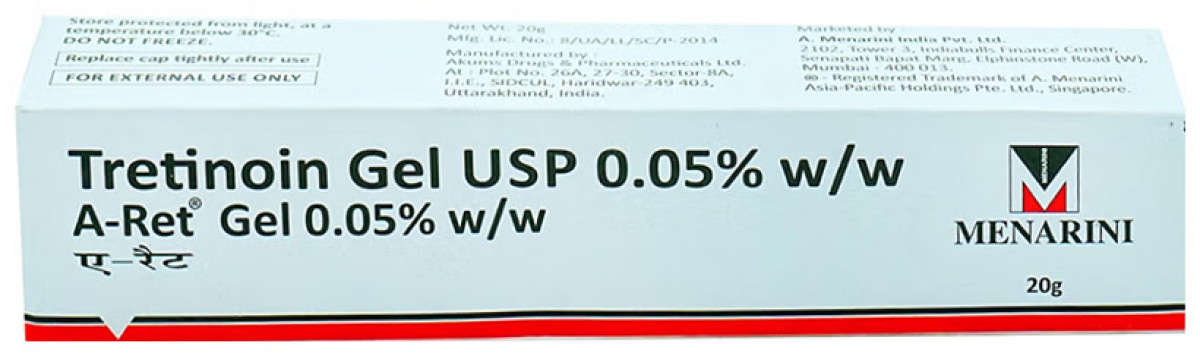 Store protected from light, at a
temperature below 30°C.
DO NOT FREEZE.
Replace cap tightly after use
FOR EXTERNAL USE ONLY
Net Wt. 20g
Mfg. Lic. No.: 8/UA/LL/SC/P-2014
Manufactured by :
Akums Drugs & Pharmaceuticals Ltd.
At : Plot No. 26A, 27-30, Sector-8A,
I.I.E., SIDCUL, Haridwar-249 403,
Uttarakhand, India.
Marketed by :
A. Menarini India Pvt. Ltd.
2102, Tower 3, Indiabulls Finance Center,
Senapati Bapat Marg, Elphinstone Road (W),
Mumbai - 400 013.
® - Registered Trademark of A. Menarini
Asia-Pacific Holdings Pte. Ltd., Singapore.
Tretinoin Gel USP 0.05% w/w
A-Ret® Gel 0.05% w/w
ए-रैट
MENARINI
MENARINI
20g